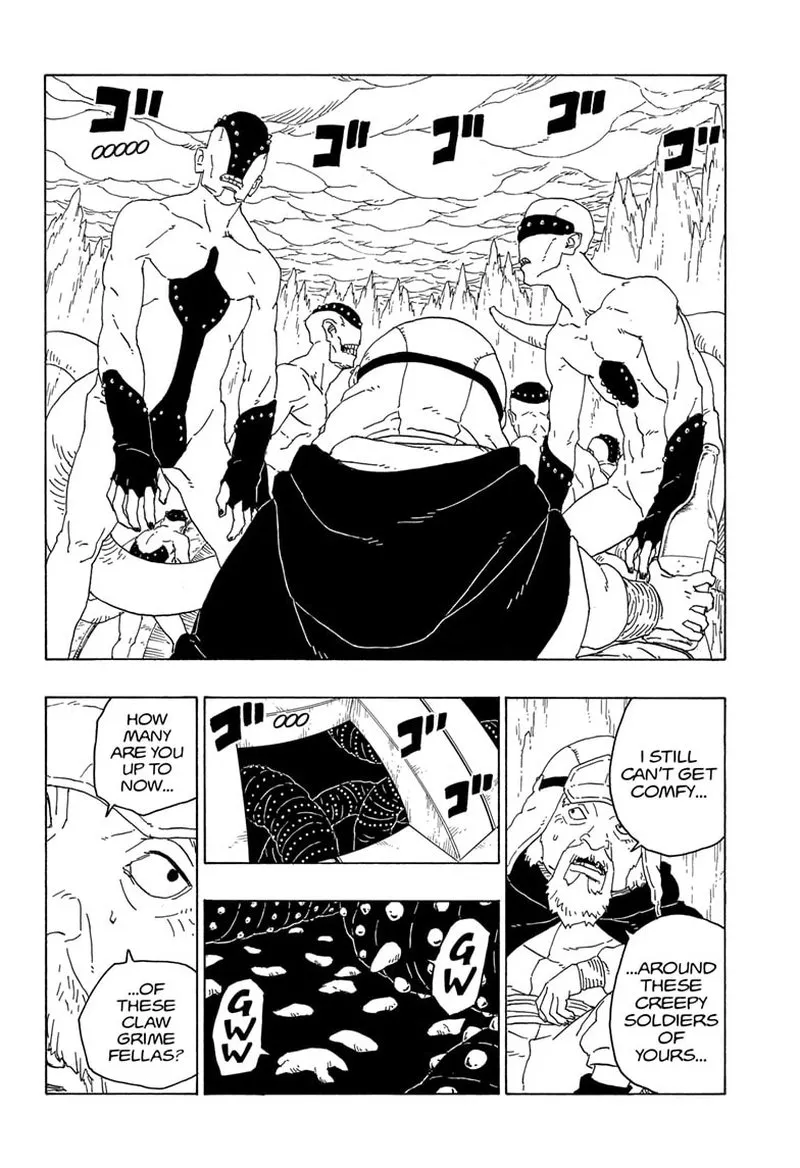 ゴ
ゴ
ゴ
ゴ
ゴ
OOOOO
I STILL
CAN'T GET
COMFY...
...AROUND
THESE
CREEPY
SOLDIERS
OF
YOURS...
ゴ
OOO
ゴ
ゴ
GWW
GWW
HOW
MANY
ARE YOU
UP TO
NOW...
...OF
THESE
CLAW
GRIME
FELLAS?